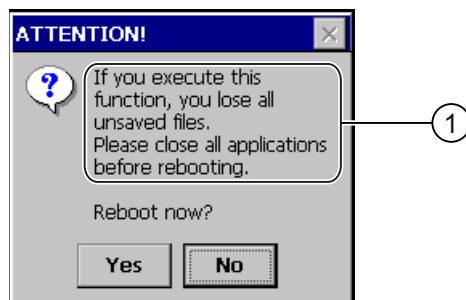 ATTENTION!
If you execute this
function, you lose all
unsaved files.
Please close all applications
before rebooting.
1
Reboot now?
Yes No